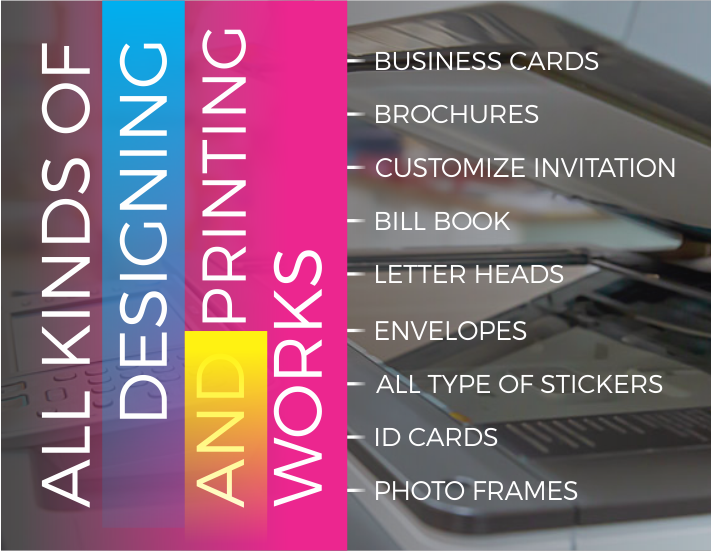 ALL KINDS OF
DESIGNING
AND PRINTING
WORKS
BUSINESS CARDS
BROCHURES
CUSTOMIZE INVITATION
BILL BOOK
LETTER HEADS
ENVELOPES
ALL TYPE OF STICKERS
ID CARDS
PHOTO FRAMES